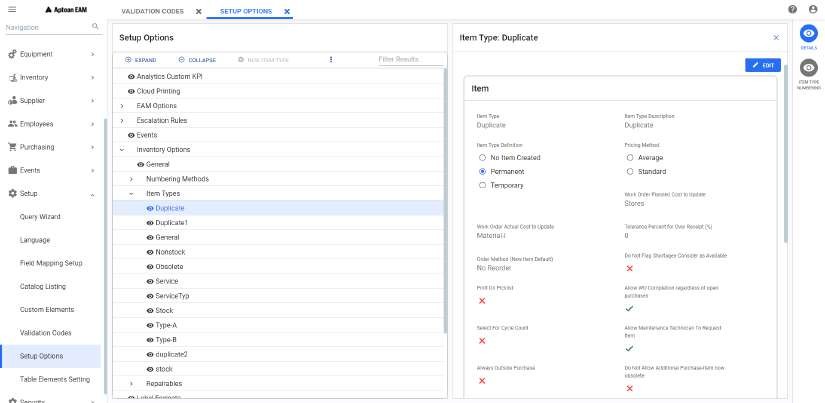 Aptean EAM
VALIDATION CODES
SETUP OPTIONS
Navigation
Equipment
Inventory
Supplier
Employees
Purchasing
Events
Setup
Query Wizard
Language
Field Mapping Setup
Catalog Listing
Custom Elements
Validation Codes
Setup Options
Table Elements Setting
Reports
Setup Options
EXPAND
COLLAPSE
NEW ITEM TYPE
Filter Results
Analytics Custom KPI
Cloud Printing
EAM Options
Escalation Rules
Events
Inventory Options
General
Numbering Methods
Item Types
Duplicate
Duplicate1
General
Nonstock
Obsolete
Service
ServiceTyp
Stock
Type-A
Type-B
duplicate2
stock
Repairables
Label Formats
Item Type: Duplicate
EDIT
Item
Item Type
Duplicate
Item Type Description
Duplicate
Item Type Definition
No Item Created
Permanent
Temporary
Pricing Method
Average
Standard
Work Order Planned Cost to Update
Stores
Work Order Actual Cost to Update
Material-I
Tolerance Percent for Over Receipt (%)
0
Order Method (New Item Default)
No Reorder
Do Not Flag Shortages Consider as Available
Print On Picklist
Allow WO Completion regardless of open
purchases
Select For Cycle Count
Allow Maintenance Technician To Request
Item
Always Outside Purchase
Do Not Allow Additional Purchase-Item now
obsolete
DETAILS
ITEM TYPE
NUMBERING